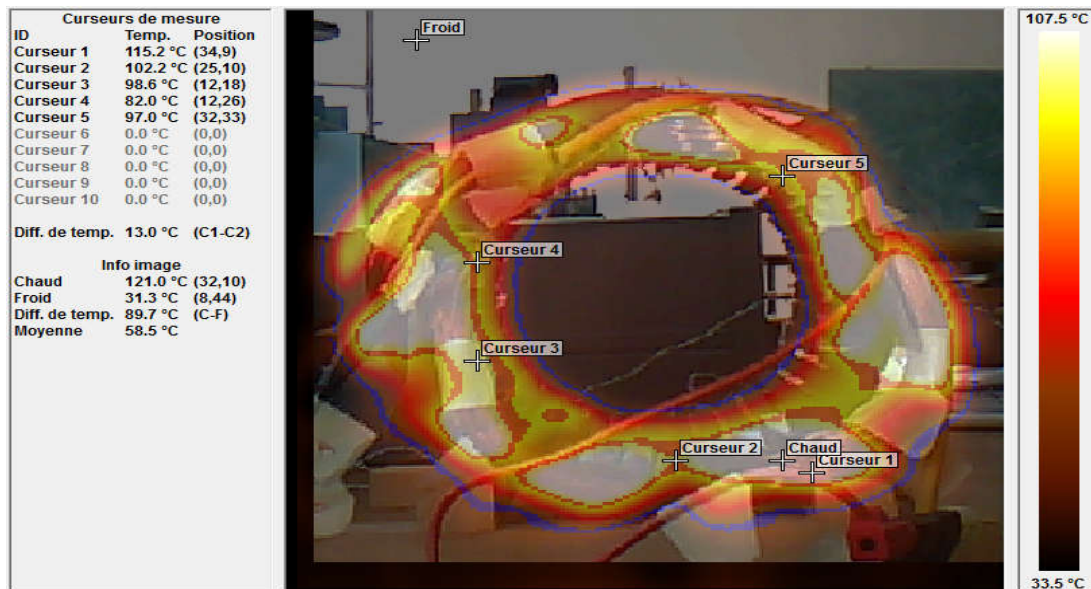 Curseurs de mesure
ID Temp. Position
Curseur 1 115.2 °C (34,9)
Curseur 2 102.2 °C (25,10)
Curseur 3 98.6 °C (12,18)
Curseur 4 82.0 °C (12,26)
Curseur 5 97.0 °C (32,33)
Curseur 6 0.0 °C (0,0)
Curseur 7 0.0 °C (0,0)
Curseur 8 0.0 °C (0,0)
Curseur 9 0.0 °C (0,0)
Curseur 10 0.0 °C (0,0)
Diff. de temp. 13.0 °C (C1-C2)
Info image
Chaud 121.0 °C (32,10)
Froid 31.3 °C (8,44)
Diff. de temp. 89.7 °C (C-F)
Moyenne 58.5 °C
Froid
Curseur 5
Curseur 4
Curseur 3
Curseur 2
Chaud
Curseur 1
107.5 °C
33.5 °C